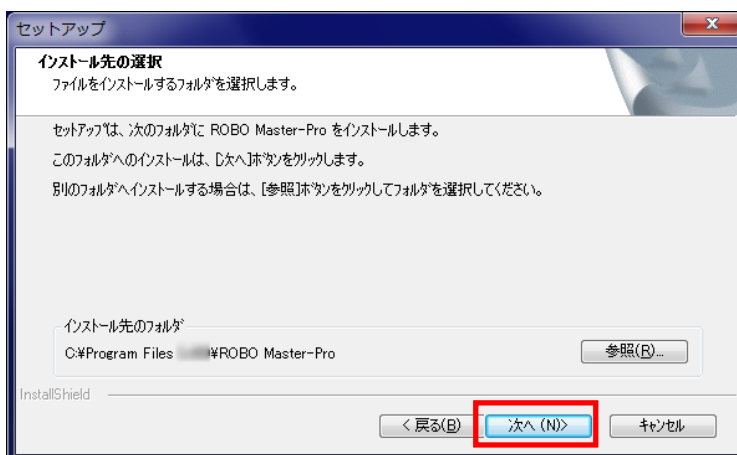 セットアップ
インストール先の選択
ファイルをインストールするフォルダを選択します。
セットアップは、次のフォルダに ROBO Master-Pro をインストールします。
このフォルダへのインストールは、[次へ]ボタンをクリックします。
別のフォルダへインストールする場合は、[参照]ボタンをクリックしてフォルダを選択してください。
インストール先のフォルダ
C:¥Program Files ¥ROBO Master-Pro
参照(R)...
InstallShield
< 戻る(B) 次へ (N)> キャンセル